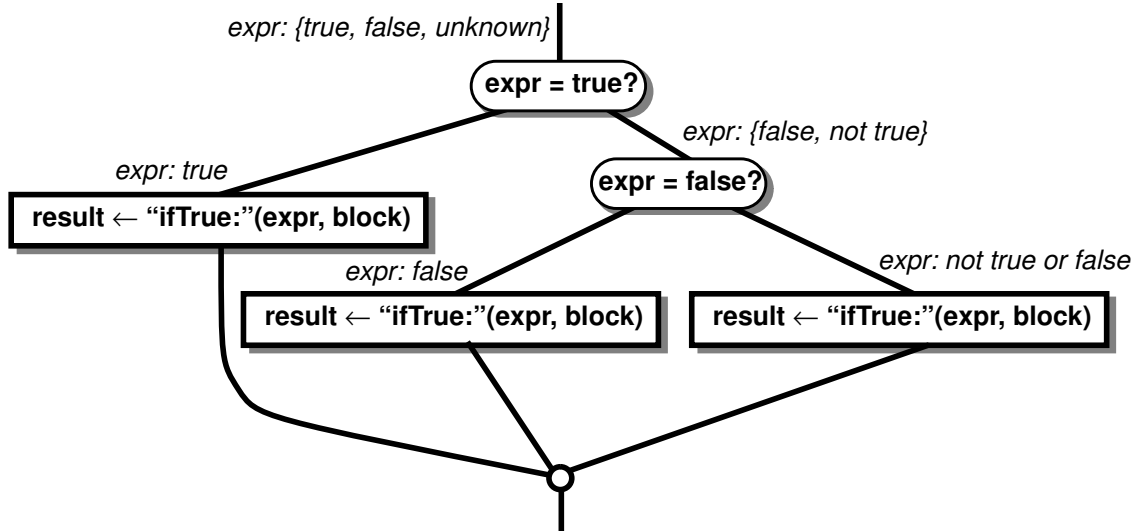 expr: {true, false, unknown}
expr = true?
expr: {false, not true}
expr: true
expr = false?
result ← “ifTrue:”(expr, block)
expr: not true or false
expr: false
result ← “ifTrue:”(expr, block)
result ← “ifTrue:”(expr, block)